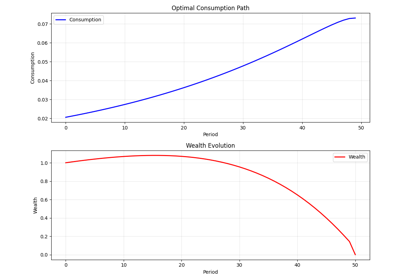 Optimal Consumption Path
Consumption
0.07
0.06
0.05
0.04
0.03
0.02
Consumption
0 10 20 30 40 50
Period
Wealth Evolution
Wealth
1.0
0.8
0.6
0.4
0.2
0.0
Wealth
0 10 20 30 40 50
Period